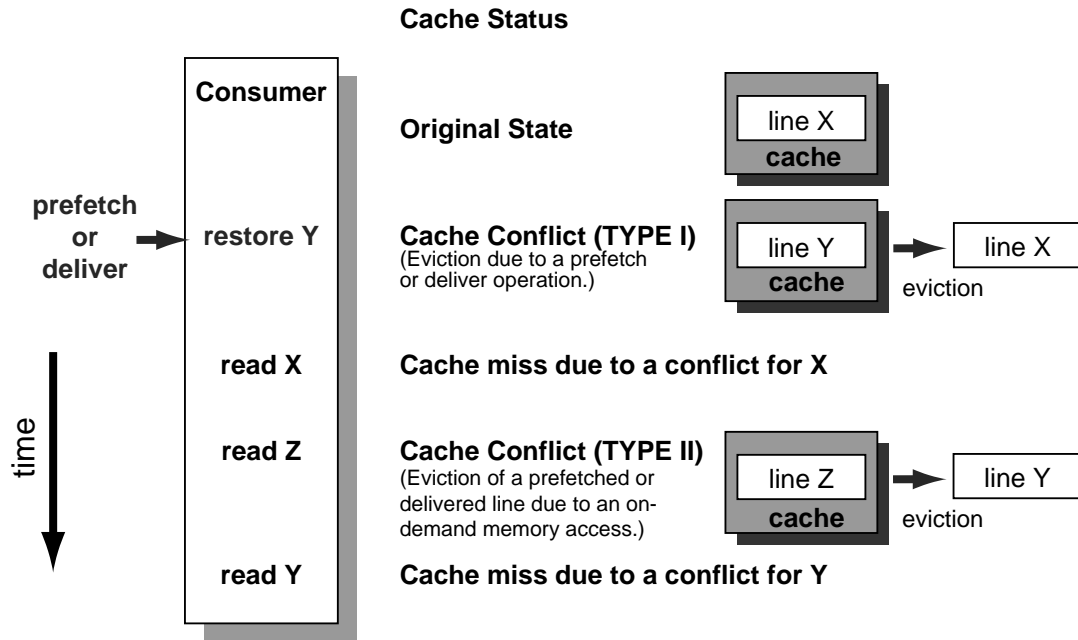 Cache Status
Consumer
Original State
line X
cache
prefetch
or
deliver
restore Y
Cache Conflict (TYPE I)
(Eviction due to a prefetch
or deliver operation.)
line Y
cache
eviction
line X
time
read X
Cache miss due to a conflict for X
read Z
Cache Conflict (TYPE II)
(Eviction of a prefetched or
delivered line due to an on-
demand memory access.)
line Z
cache
eviction
line Y
read Y
Cache miss due to a conflict for Y